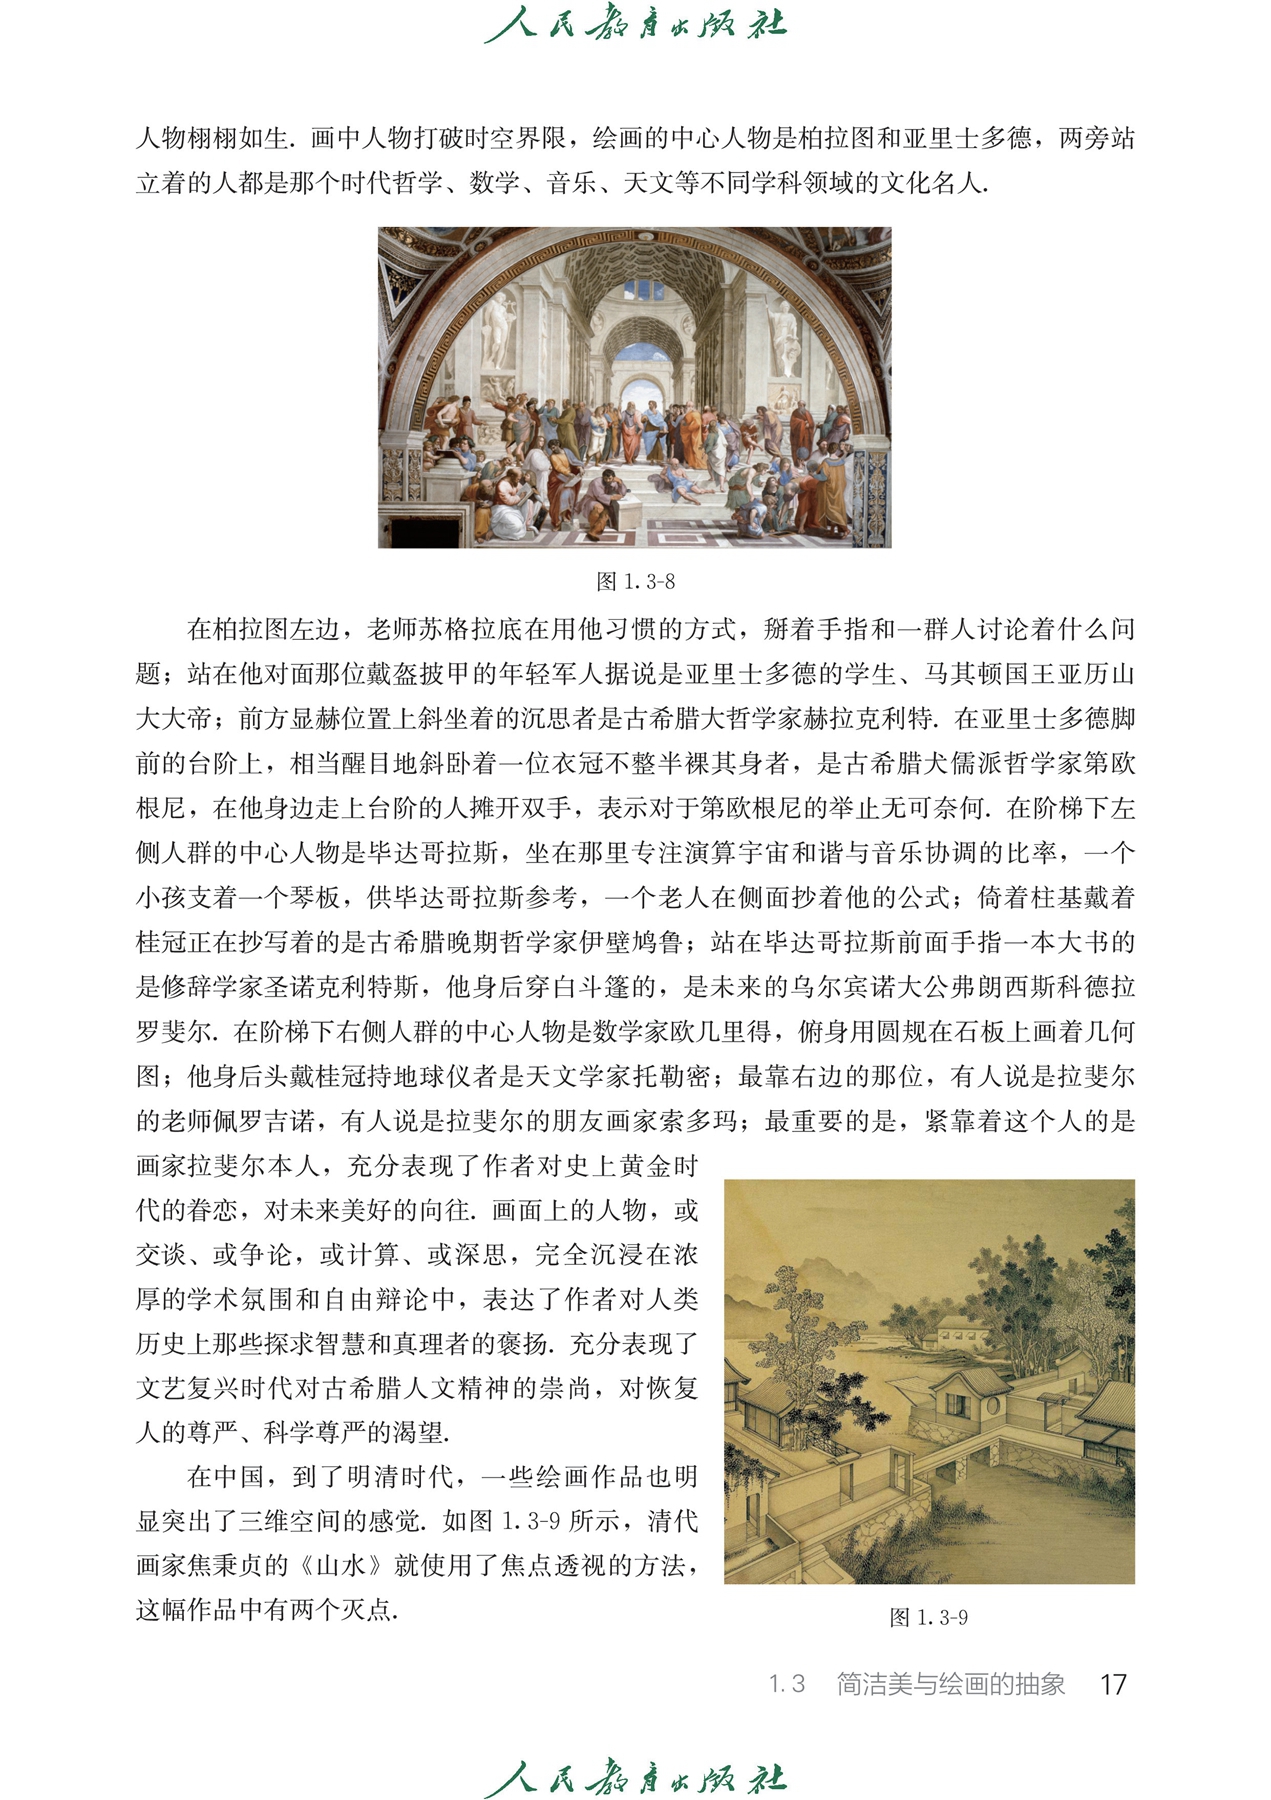 人民教育出版社
人物栩栩如生. 画中人物打破时空界限，绘画的中心人物是柏拉图和亚里士多德，两旁站
立着的人都是那个时代哲学、数学、音乐、天文等不同学科领域的文化名人.
图 1.3-8
在柏拉图左边，老师苏格拉底在用他习惯的方式，掰着手指和一群人讨论着什么问
题；站在他对面那位戴盔披甲的年轻军人据说是亚里士多德的学生、马其顿国王亚历山
大大帝；前方显赫位置上斜坐着的沉思者是古希腊大哲学家赫拉克利特. 在亚里士多德脚
前的台阶上，相当醒目地斜卧着一位衣冠不整半裸其身者，是古希腊犬儒派哲学家第欧
根尼，在他身边走上台阶的人摊开双手，表示对于第欧根尼的举止无可奈何. 在阶梯下左
侧人群的中心人物是毕达哥拉斯，坐在那里专注演算宇宙和谐与音乐协调的比率，一个
小孩支着一个琴板，供毕达哥拉斯参考，一个老人在侧面抄着他的公式；倚着柱基戴着
桂冠正在抄写着的是古希腊晚期哲学家伊壁鸠鲁；站在毕达哥拉斯前面手指一本大书的
是修辞学家圣诺克利特斯，他身后穿白斗篷的，是未来的乌尔宾诺大公弗朗西斯科德拉
罗斐尔. 在阶梯下右侧人群的中心人物是数学家欧几里得，俯身用圆规在石板上画着几何
图；他身后头戴桂冠持地球仪者是天文学家托勒密；最靠右边的那位，有人说是拉斐尔
的老师佩罗吉诺，有人说是拉斐尔的朋友画家索多玛；最重要的是，紧靠着这个人的是
画家拉斐尔本人，充分表现了作者对史上黄金时
代的眷恋，对未来美好的向往. 画面上的人物，或
交谈、或争论，或计算、或深思，完全沉浸在浓
厚的学术氛围和自由辩论中，表达了作者对人类
历史上那些探求智慧和真理者的褒扬. 充分表现了
文艺复兴时代对古希腊人文精神的崇尚，对恢复
人的尊严、科学尊严的渴望.
在中国，到了明清时代，一些绘画作品也明
显突出了三维空间的感觉. 如图 1.3-9 所示，清代
画家焦秉贞的《山水》就使用了焦点透视的方法，
这幅作品中有两个灭点.
图 1.3-9
1.3 简洁美与绘画的抽象 17
人民教育出版社